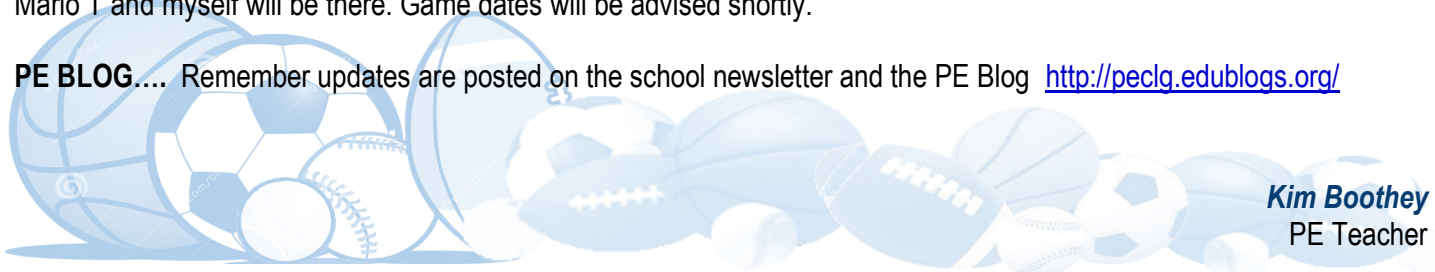 Mario T and myself will be there. Game dates will be advised shortly.
PE BLOG.... Remember updates are posted on the school newsletter and the PE Blog http://peclg.edublogs.org/
Kim Boothey
PE Teacher